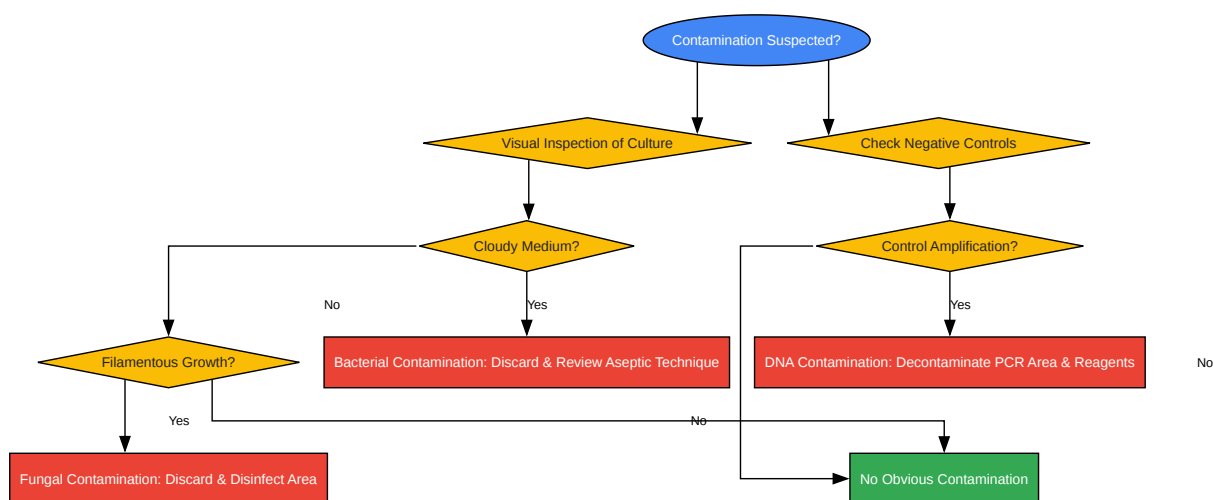 Contamination Suspected?
Visual Inspection of Culture
Check Negative Controls
Cloudy Medium?
Control Amplification?
No
Yes
Yes
Filamentous Growth?
Bacterial Contamination: Discard & Review Aseptic Technique
DNA Contamination: Decontaminate PCR Area & Reagents
No
Yes
No
Fungal Contamination: Discard & Disinfect Area
No Obvious Contamination